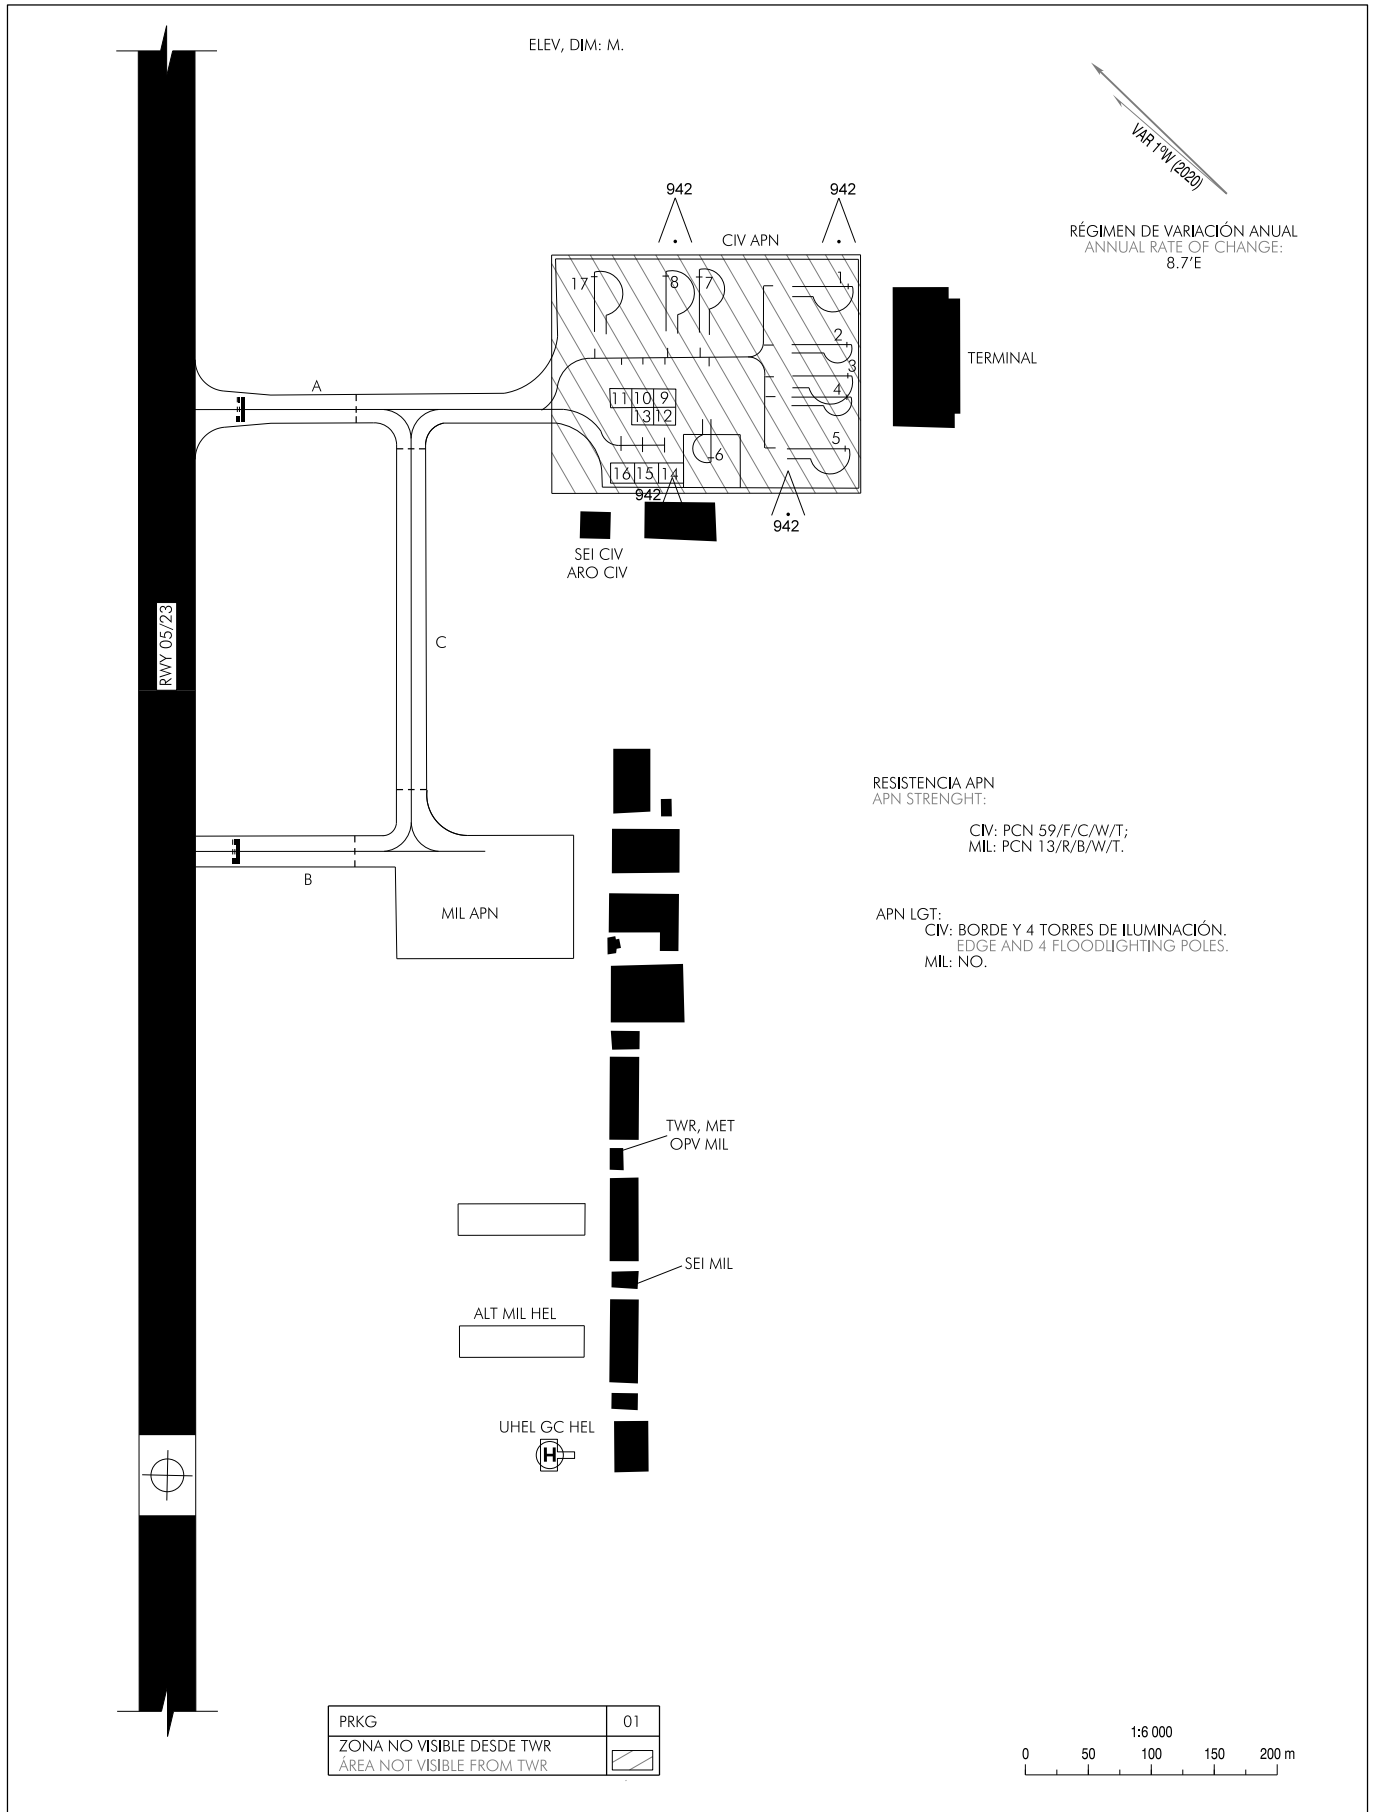 ELEV, DIM: M.
VAR 1ºW (2020)
RÉGIMEN DE VARIACIÓN ANUAL
ANNUAL RATE OF CHANGE:
8.7'E
942
942
CIV APN
17
8
7
1
2
3
4
5
TERMINAL
A
11 10 9
13 12
6
16 15 14
942
942
SEI CIV
ARO CIV
RWY 05/23
C
RESISTENCIA APN
APN STRENGHT:
CIV: PCN 59/F/C/W/T;
MIL: PCN 13/R/B/W/T.
B
MIL APN
APN LGT:
CIV: BORDE Y 4 TORRES DE ILUMINACIÓN.
EDGE AND 4 FLOODLIGHTING POLES.
MIL: NO.
TWR, MET
OPV MIL
SEI MIL
ALT MIL HEL
UHEL GC HEL
H
PRKG 01
ZONA NO VISIBLE DESDE TWR
ÁREA NOT VISIBLE FROM TWR
1:6 000
0 50 100 150 200 m